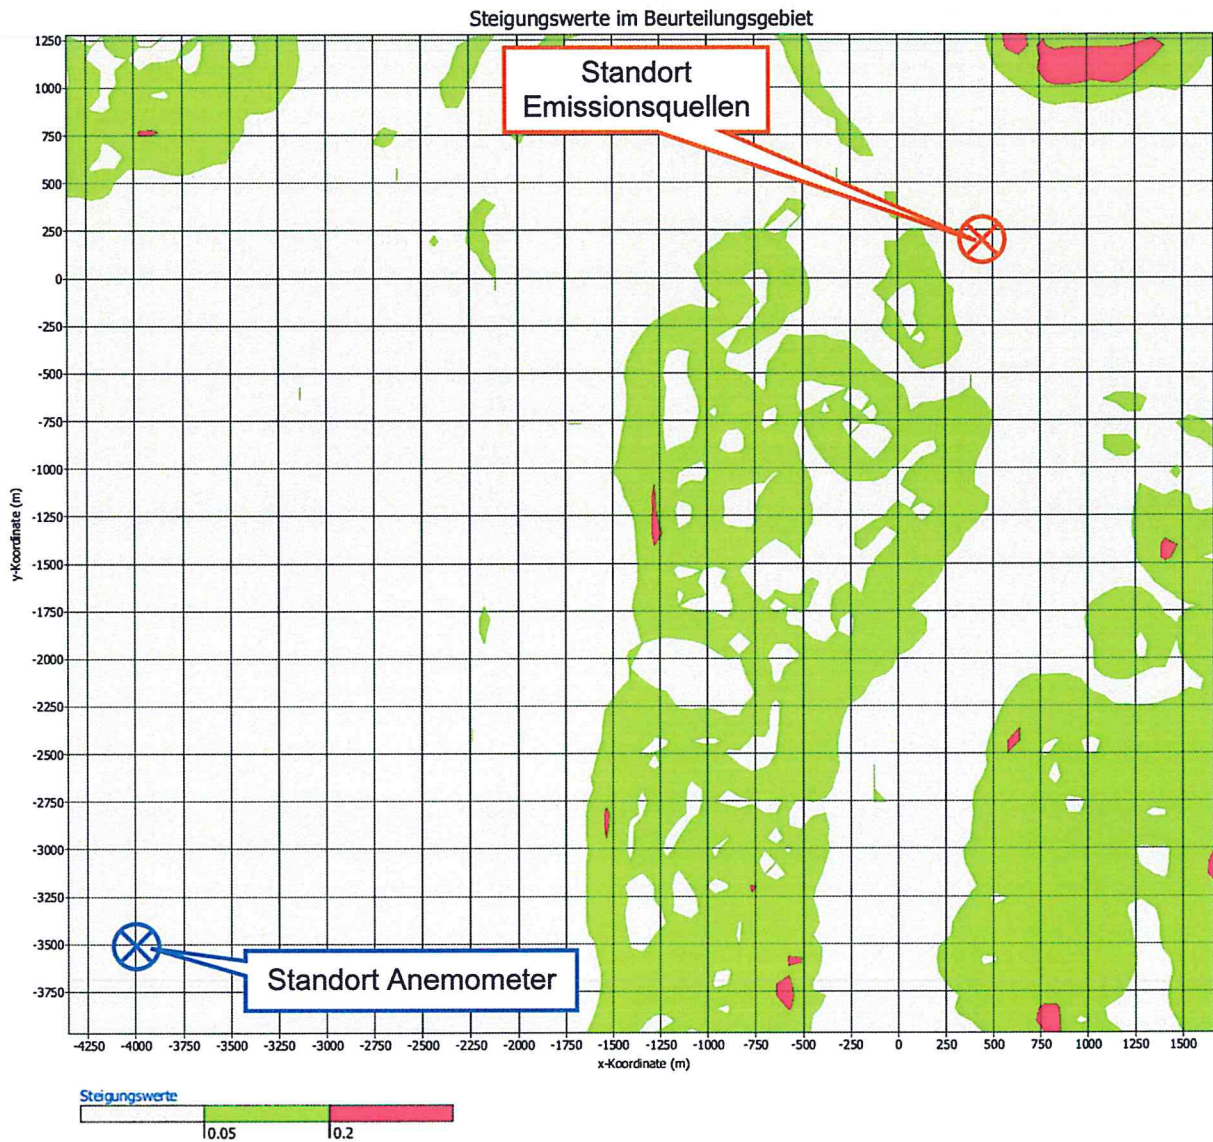 Steigungswerte im Beurteilungsgebiet
Standort
Emissionsquellen
1250
1000
750
500
250
0
-250
-500
-750
-1000
-1250
-1500
-1750
-2000
-2250
-2500
-2750
-3000
-3250
-3500
-3750
y-Koordinate (m)
Standort Anemometer
-4250 -4000 -3750 -3500 -3250 -3000 -2750 -2500 -2250 -2000 -1750 -1500 -1250 -1000 -750 -500 -250 0 250 500 750 1000 1250 1500
x-Koordinate (m)
Steigungswerte
0.05 0.2